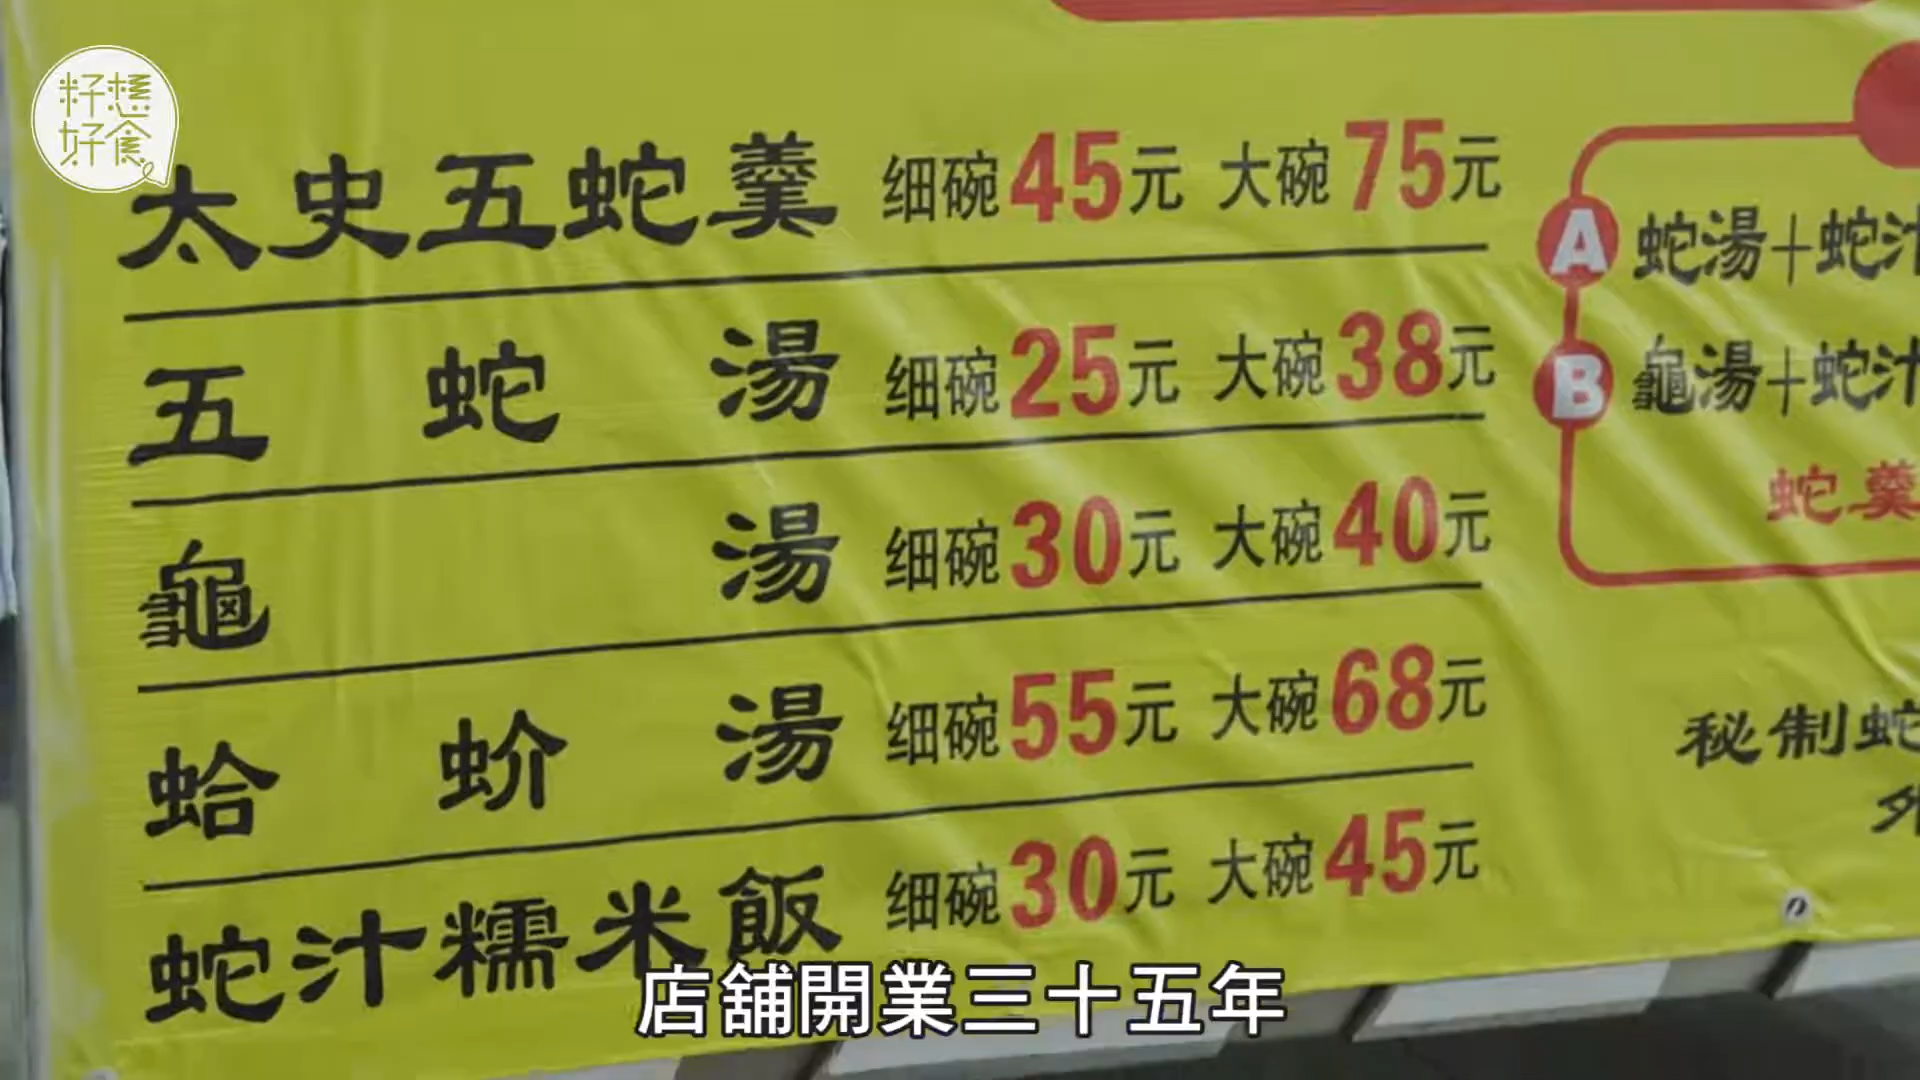 籽想
好食
太史五蛇羹 细碗45元 大碗75元
五蛇湯 细碗25元 大碗38元
龜湯 细碗30元 大碗40元
蛤蚧湯 细碗55元 大碗68元
蛇汁糯米飯 细碗30元 大碗45元
A 蛇湯+蛇汁
B 龜湯+蛇汁
蛇羹
秘制蛇
外
店舖開業三十五年